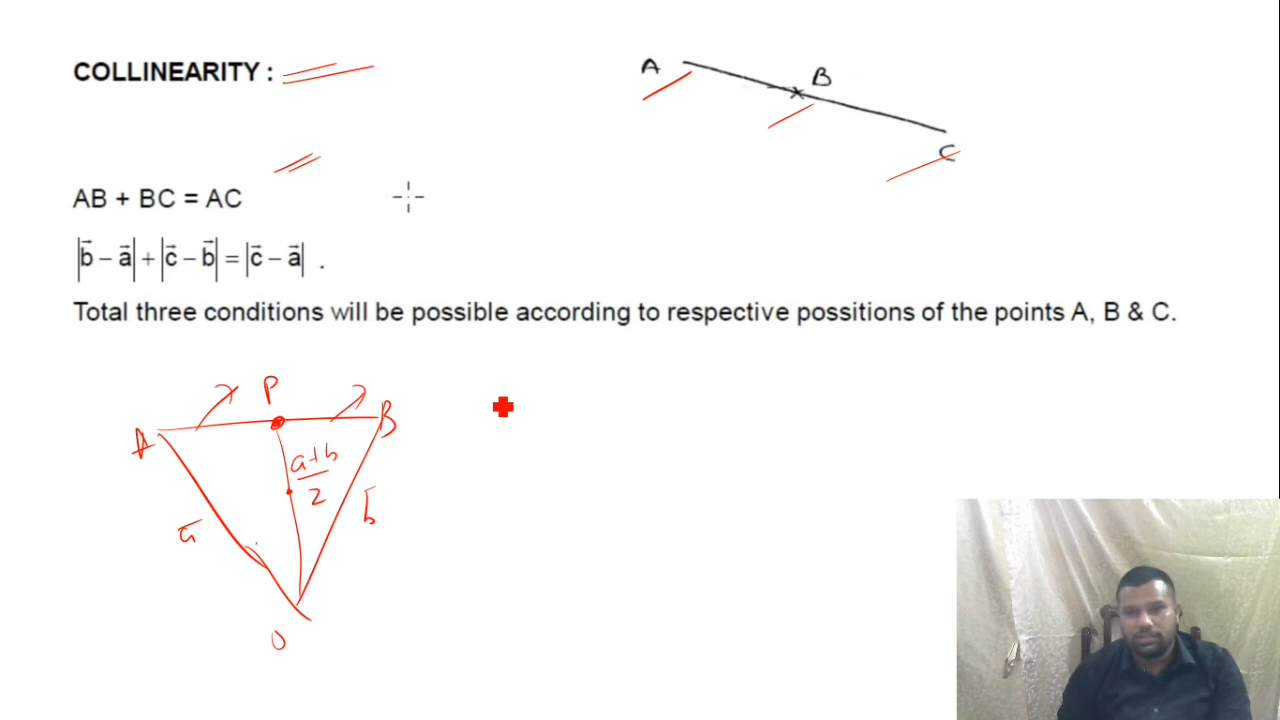 COLLINEARITY :
A
B
C
AB + BC = AC
|b⃗ − a⃗| + |c⃗ − b⃗| = |c⃗ − a⃗| .
Total three conditions will be possible according to respective possitions of the points A, B & C.
P
A
B
a+b
2
a̅
b̅
O